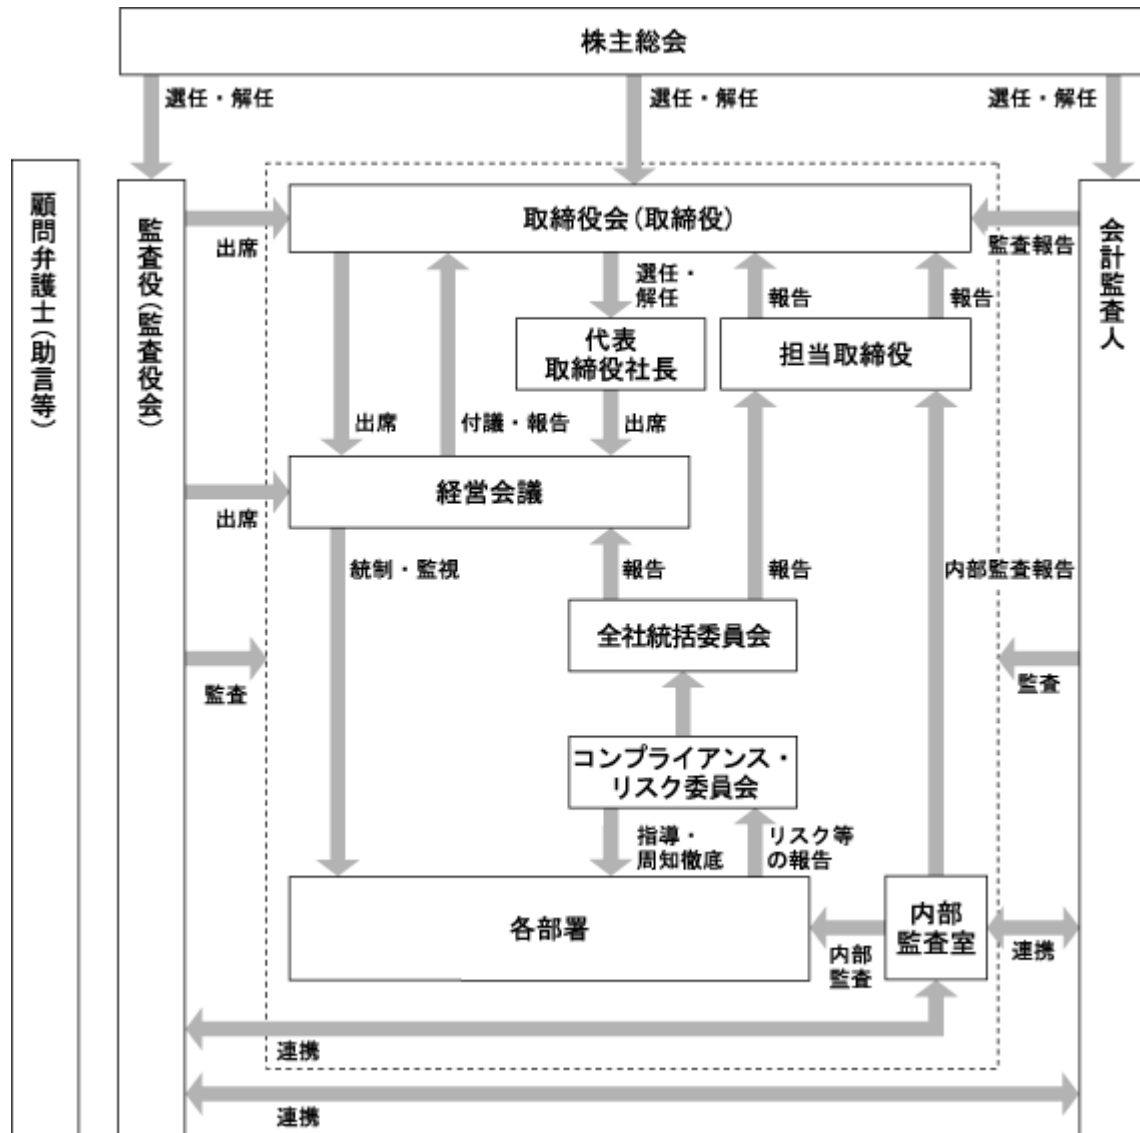 株主総会
選任・解任
選任・解任
選任・解任
顧問弁護士(助言等)
監査役(監査役会)
会計監査人
取締役会(取締役)
出席
監査報告
選任・
解任
報告
報告
代表
取締役社長
担当取締役
出席
付議・報告
出席
経営会議
出席
統制・監視
報告
報告
内部監査報告
全社統括委員会
監査
監査
コンプライアンス・
リスク委員会
指導・
周知徹底
リスク等
の報告
各部署
内部
監査室
内部
監査
連携
連携
連携